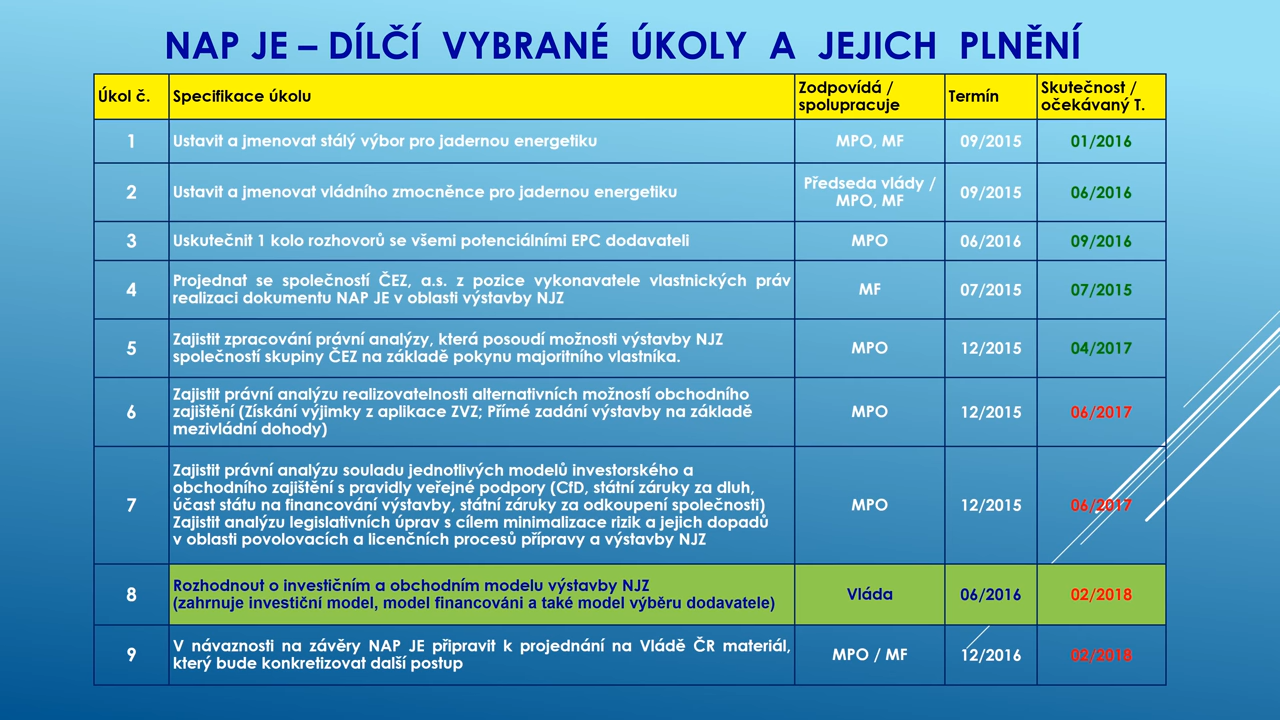 NAP JE – DÍLČÍ VYBRANÉ ÚKOLY A JEJICH PLNĚNÍ
Úkol č.
Specifikace úkolu
Zodpovídá /
spolupracuje
Termín
Skutečnost /
očekávaný T.
1
Ustavit a jmenovat stálý výbor pro jadernou energetiku
MPO, MF
09/2015
01/2016
2
Ustavit a jmenovat vládního zmocněnce pro jadernou energetiku
Předseda vlády /
MPO, MF
09/2015
06/2016
3
Uskutečnit 1 kolo rozhovorů se všemi potenciálními EPC dodavateli
MPO
06/2016
09/2016
4
Projednat se společností ČEZ, a.s. z pozice vykonavatele vlastnických práv
realizaci dokumentu NAP JE v oblasti výstavby NJZ
MF
07/2015
07/2015
5
Zajistit zpracování právní analýzy, která posoudí možnosti výstavby NJZ
společností skupiny ČEZ na základě pokynu majoritního vlastníka.
MPO
12/2015
04/2017
6
Zajistit právní analýzu realizovatelnosti alternativních možností obchodního
zajištění (Získání výjimky z aplikace ZVZ; Přímé zadání výstavby na základě
mezivládní dohody)
MPO
12/2015
06/2017
7
Zajistit právní analýzu souladu jednotlivých modelů investorského a
obchodního zajištění s pravidly veřejné podpory (CfD, státní záruky za dluh,
účast státu na financování výstavby, státní záruky za odkoupení společnosti)
Zajistit analýzu legislativních úprav s cílem minimalizace rizik a jejich dopadů
v oblasti povolovacích a licenčních procesů přípravy a výstavby NJZ
MPO
12/2015
06/2017
8
Rozhodnout o investičním a obchodním modelu výstavby NJZ
(zahrnuje investiční model, model financováni a také model výběru dodavatele)
Vláda
06/2016
02/2018
9
V návaznosti na závěry NAP JE připravit k projednání na Vládě ČR materiál,
který bude konkretizovat další postup
MPO / MF
12/2016
02/2018